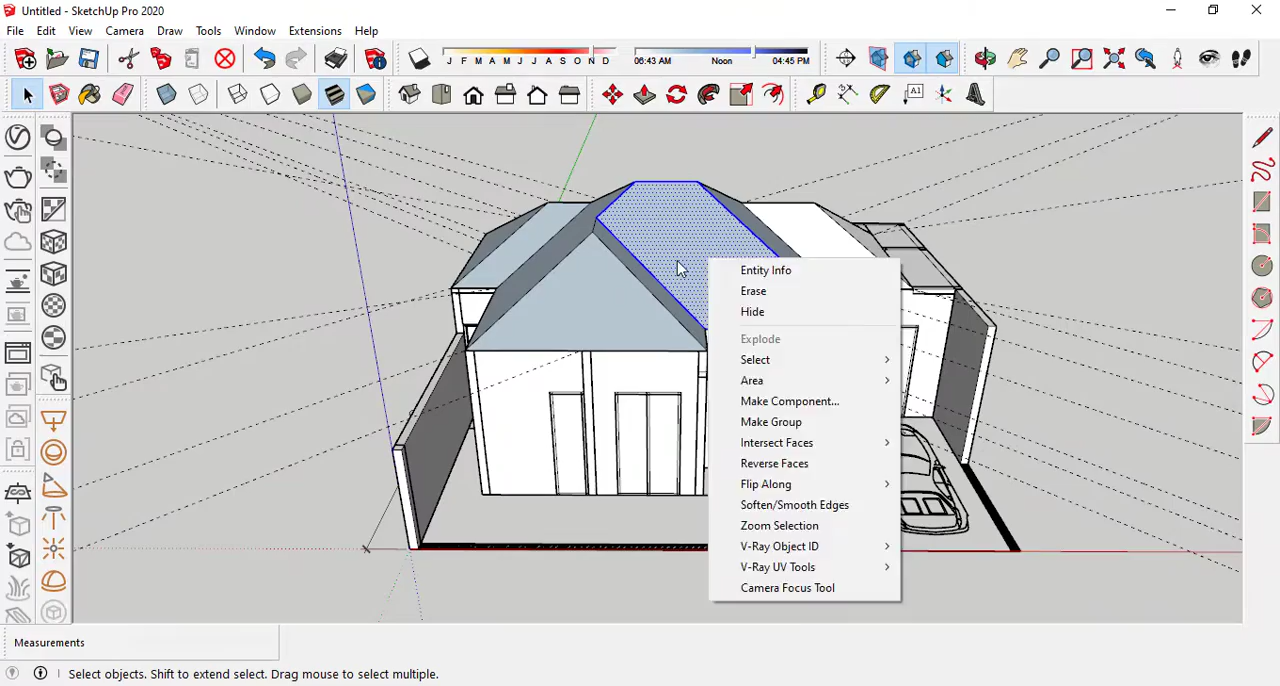 Untitled - SketchUp Pro 2020
File Edit View Camera Draw Tools Window Extensions Help
J F M A M J J A S O N D 06:43 AM Noon 04:45 PM
A1
Entity Info
Erase
Hide
Explode
Select
Area
Make Component...
Make Group
Intersect Faces
Reverse Faces
Flip Along
Soften/Smooth Edges
Zoom Selection
V-Ray Object ID
V-Ray UV Tools
Camera Focus Tool
Measurements
Select objects. Shift to extend select. Drag mouse to select multiple.